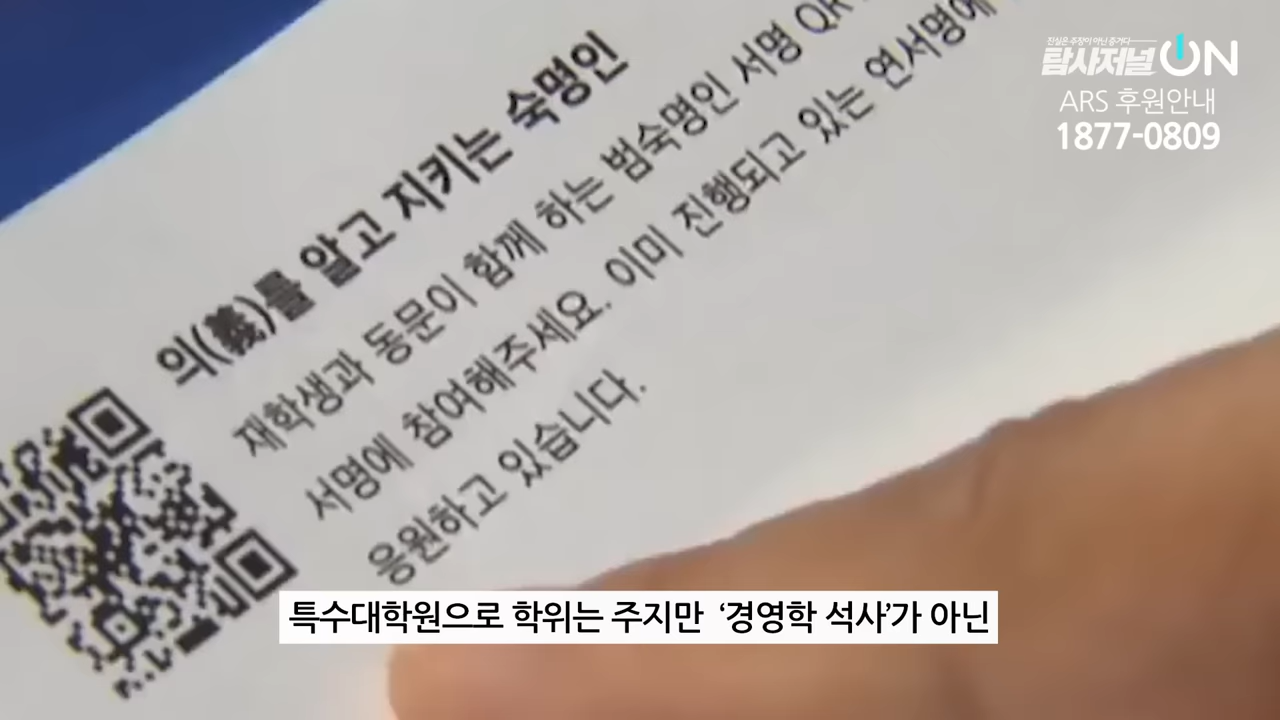 의(義)를 알고 지키는 숙명인
재학생과 동문이 함께 하는 범숙명인 서명 QR
서명에 참여해주세요. 이미 진행되고 있는 연서명에
응원하고 있습니다.
진실은 주장이 아닌 증거다
탐사저널 ON
ARS 후원안내
1877-0809
특수대학원으로 학위는 주지만 ‘경영학 석사’가 아닌